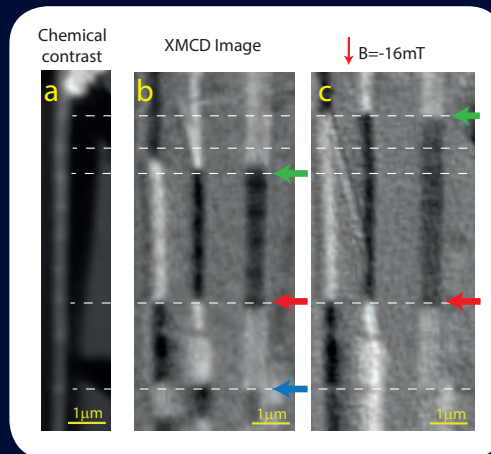 Chemical
contrast
XMCD Image
B=-16mT
a
b
c
1μm
1μm
1μm